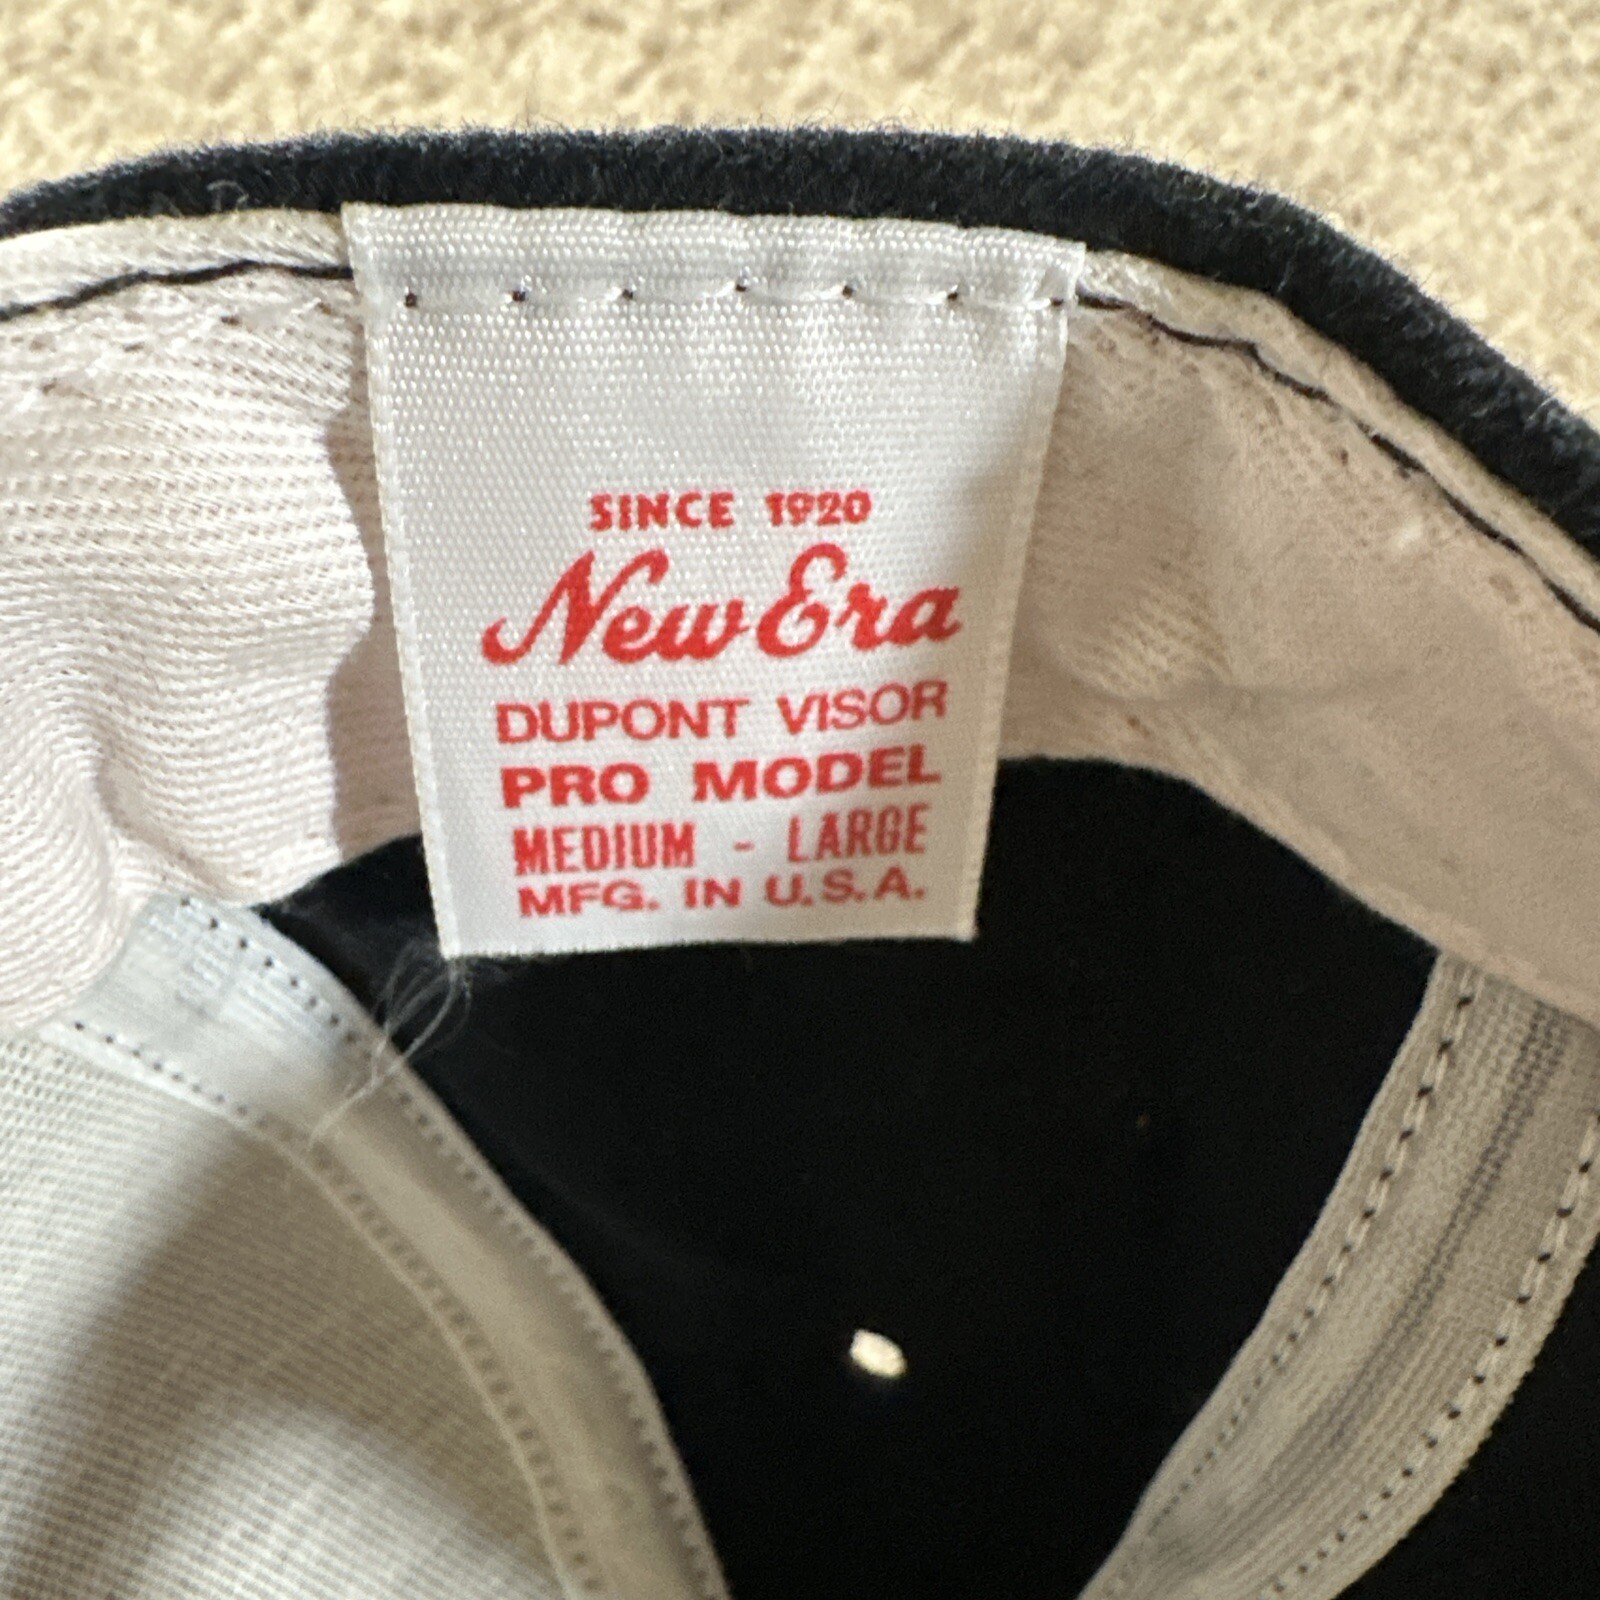 SINCE 1920
New Era
DUPONT VISOR
PRO MODEL
MEDIUM - LARGE
MFG. IN U.S.A.